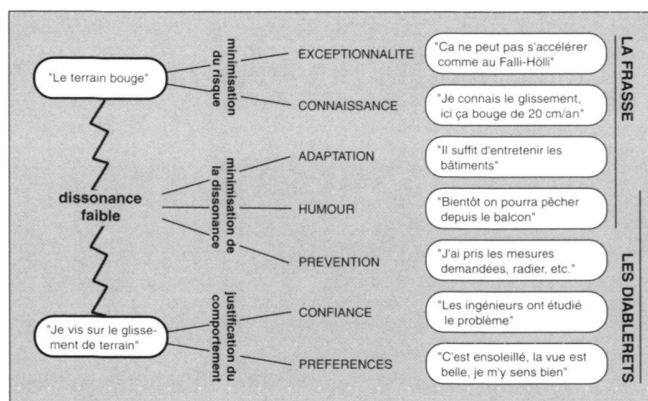 "Le terrain bouge"
dissonance
faible
"Je vis sur le glisse-
ment de terrain"
minimisation
du risque
minimisation de
la dissonance
justification du
comportement
EXCEPTIONNALITE
CONNAISSANCE
ADAPTATION
HUMOUR
PREVENTION
CONFIANCE
PREFERENCES
"Ca ne peut pas s'accélérer
comme au Falli-Hölli"
"Je connais le glissement,
ici ça bouge de 20 cm/an"
"Il suffit d'entretenir les
bâtiments"
"Bientôt on pourra pêcher
depuis le balcon"
"J'ai pris les mesures
demandées, radier, etc."
"Les ingénieurs ont étudié
le problème"
"C'est ensoleillé, la vue est
belle, je m'y sens bien"
LA FRASSE
LES DIABLERETS